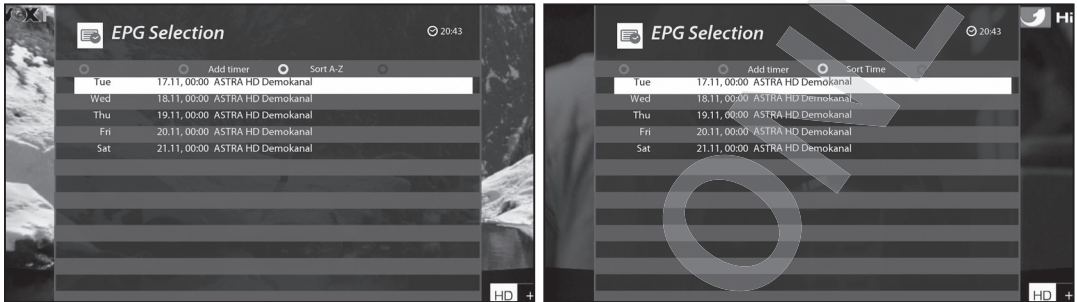 EPG Selection
20:43
Add timer Sort A-Z
Tue 17.11, 00:00 ASTRA HD Demokanal
Wed 18.11, 00:00 ASTRA HD Demokanal
Thu 19.11, 00:00 ASTRA HD Demokanal
Fri 20.11, 00:00 ASTRA HD Demokanal
Sat 21.11, 00:00 ASTRA HD Demokanal
HD +
Hi
EPG Selection
20:43
Add timer Sort Time
Tue 17.11, 00:00 ASTRA HD Demokanal
Wed 18.11, 00:00 ASTRA HD Demokanal
Thu 19.11, 00:00 ASTRA HD Demokanal
Fri 20.11, 00:00 ASTRA HD Demokanal
Sat 21.11, 00:00 ASTRA HD Demokanal
HD +